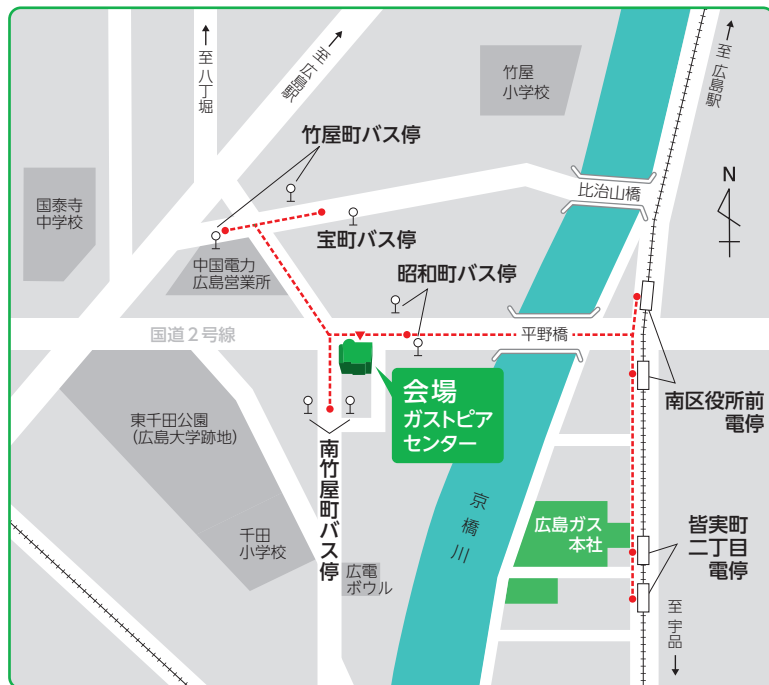 至八丁堀
至広島駅
竹屋
小学校
至広島駅
竹屋町バス停
国泰寺
中学校
比治山橋
N
宝町バス停
中国電力
広島営業所
昭和町バス停
国道2号線
平野橋
会場
ガストピア
センター
南区役所前
電停
東千田公園
(広島大学跡地)
南竹屋町バス停
京橋川
広島ガス
本社
皆実町
二丁目
電停
千田
小学校
広電
ボウル
至宇品